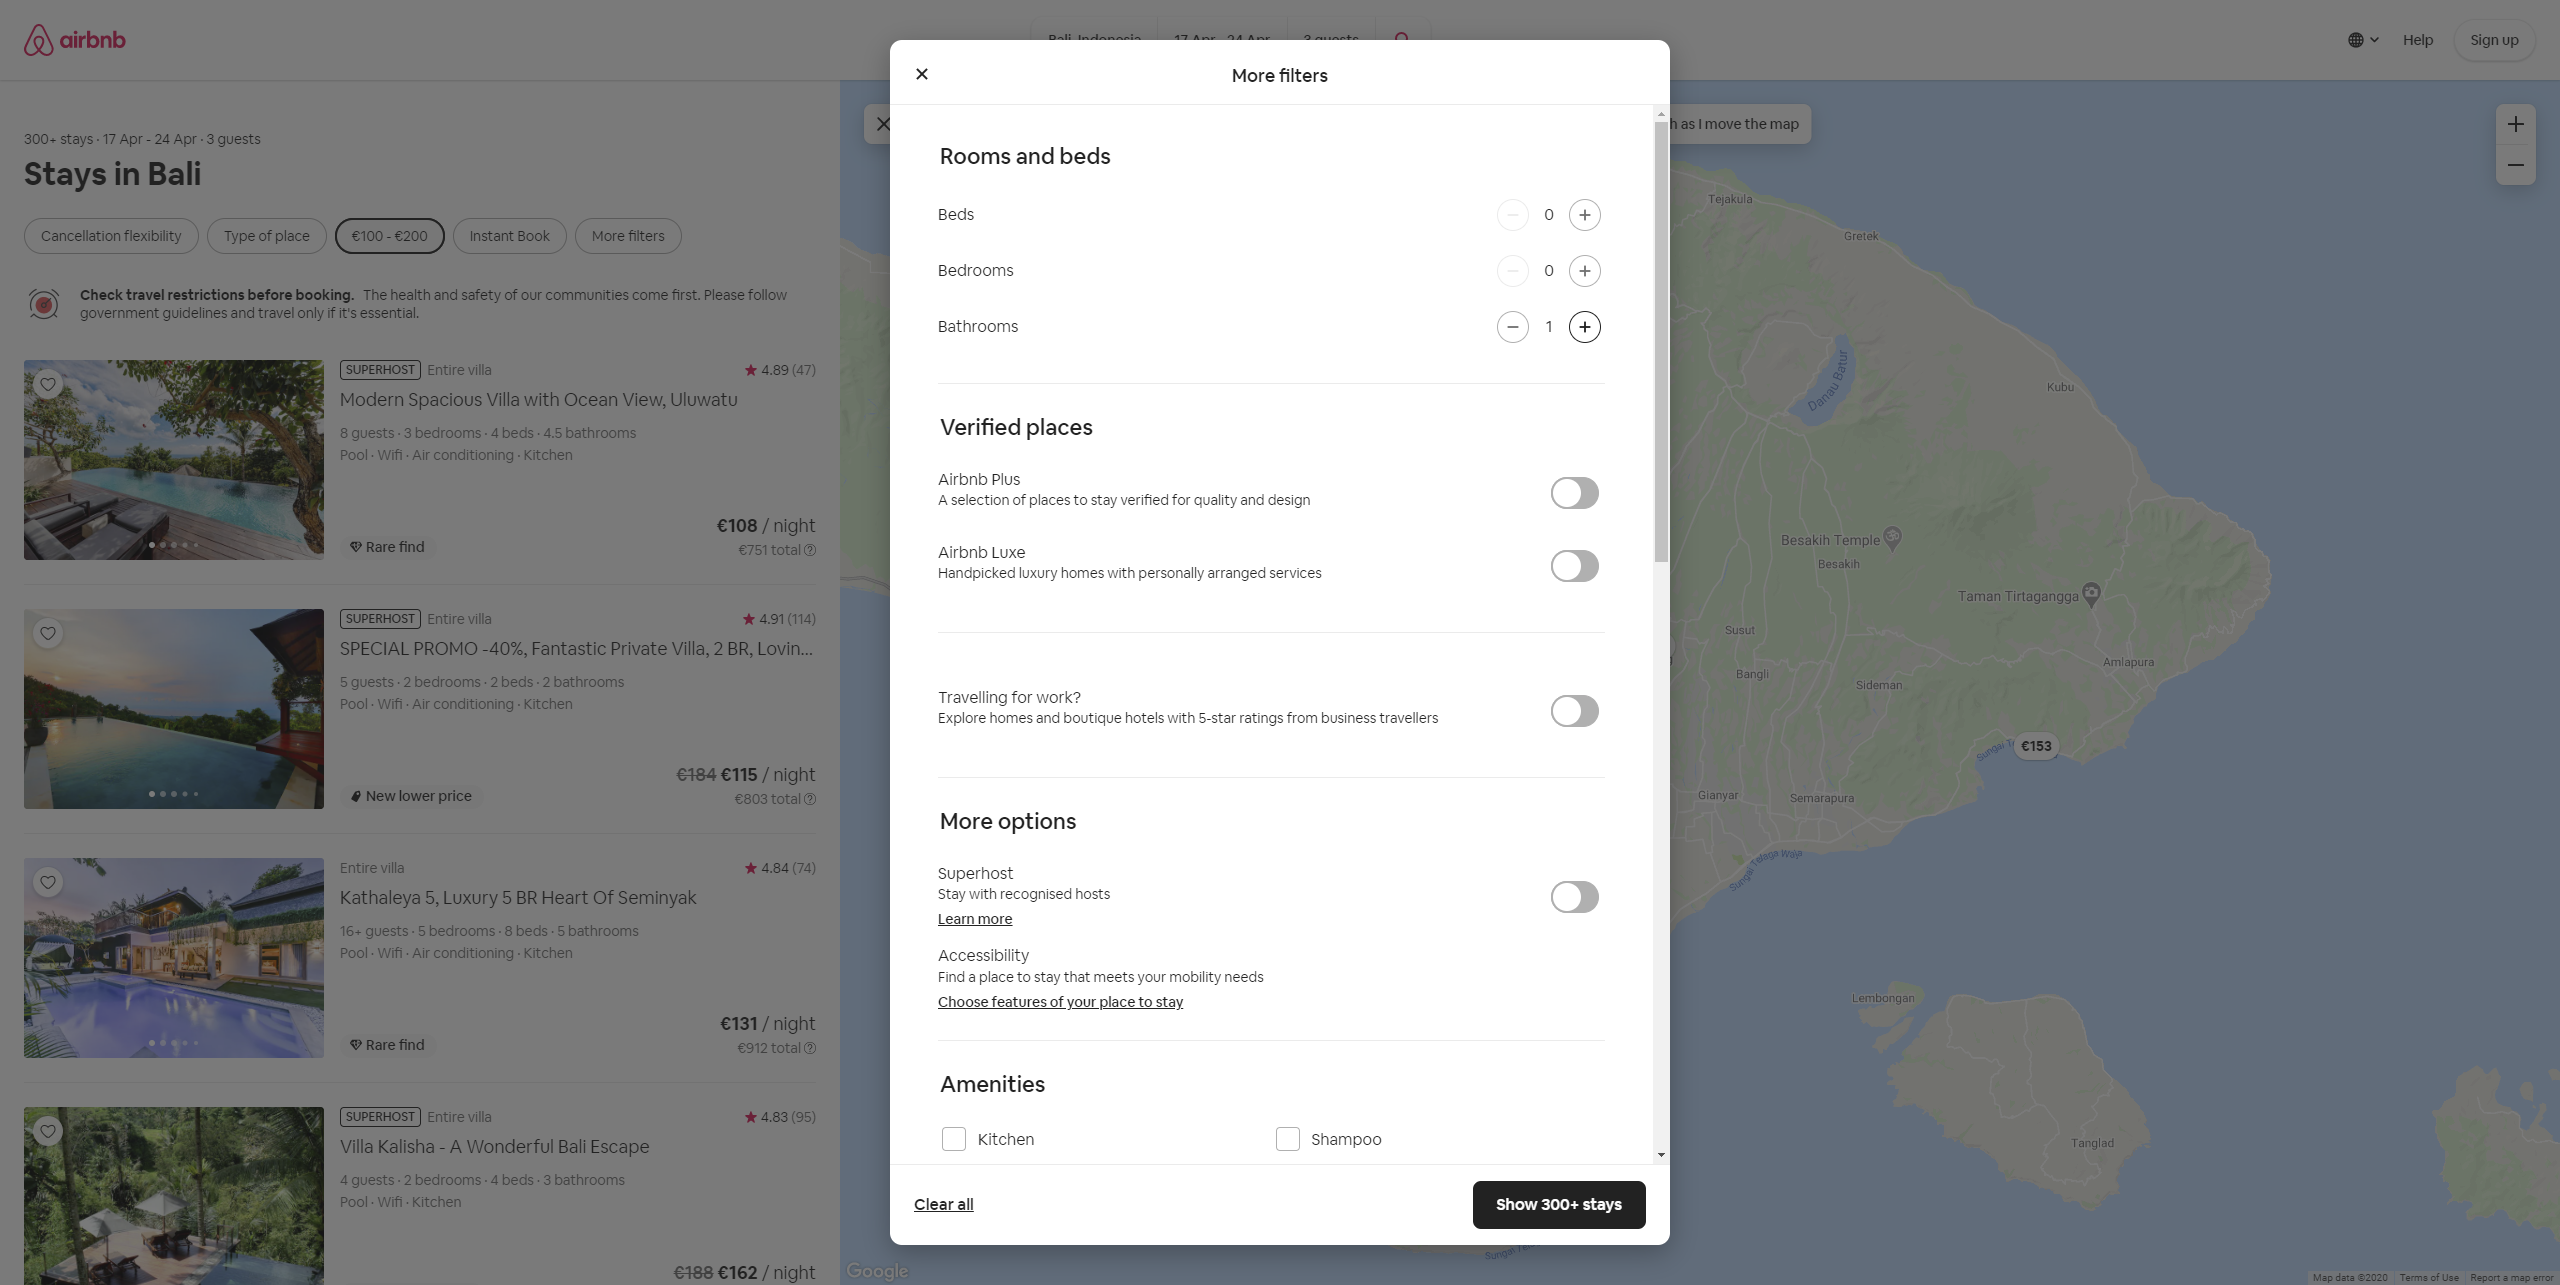 airbnb
Bali, Indonesia
17 Apr - 24 Apr
3 guests
Help
Sign up
300+ stays · 17 Apr - 24 Apr · 3 guests
Stays in Bali
Cancellation flexibility
Type of place
€100 - €200
Instant Book
More filters
Check travel restrictions before booking. The health and safety of our communities come first. Please follow
government guidelines and travel only if it's essential.
SUPERHOST Entire villa 4.89 (47)
Modern Spacious Villa with Ocean View, Uluwatu
8 guests · 3 bedrooms · 4 beds · 4.5 bathrooms
Pool · Wifi · Air conditioning · Kitchen
€108 / night
Rare find
€751 total
SUPERHOST Entire villa 4.91 (114)
SPECIAL PROMO -40%, Fantastic Private Villa, 2 BR, Lovin...
5 guests · 2 bedrooms · 2 beds · 2 bathrooms
Pool · Wifi · Air conditioning · Kitchen
€184 €115 / night
New lower price
€803 total
Entire villa 4.84 (74)
Kathaleya 5, Luxury 5 BR Heart Of Seminyak
16+ guests · 5 bedrooms · 8 beds · 5 bathrooms
Pool · Wifi · Air conditioning · Kitchen
€131 / night
Rare find
€912 total
SUPERHOST Entire villa 4.83 (95)
Villa Kalisha - A Wonderful Bali Escape
4 guests · 2 bedrooms · 4 beds · 3 bathrooms
Pool · Wifi · Kitchen
€188 €162 / night
More filters
Rooms and beds
Beds 0
Bedrooms 0
Bathrooms 1
Verified places
Airbnb Plus
A selection of places to stay verified for quality and design
Airbnb Luxe
Handpicked luxury homes with personally arranged services
Travelling for work?
Explore homes and boutique hotels with 5-star ratings from business travellers
More options
Superhost
Stay with recognised hosts
Learn more
Accessibility
Find a place to stay that meets your mobility needs
Choose features of your place to stay
Amenities
Kitchen
Shampoo
Clear all
Show 300+ stays
as I move the map
Tejakula
Gretek
Danau Batur
Kubu
Besakih Temple
Besakih
Taman Tirtagangga
Susut
Amlapura
Bangli
Sideman
€153
Gianyar
Semarapura
Sungai Telaga Waja
Lembongan
Tanglad
Google
Map data ©2020
Terms of Use
Report a map error